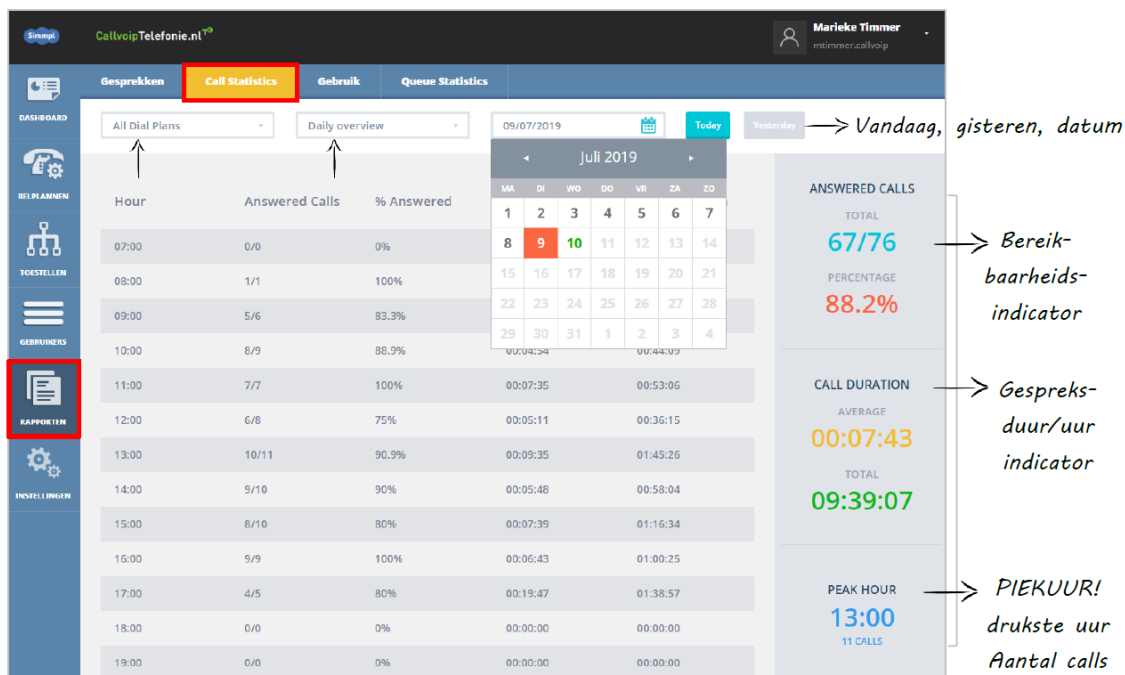 Simmpl
CallvoipTelefonie.nl
Marieke Timmer
mtimmer.callvoip
Gesprekken Call Statistics Gebruik Queue Statistics
DASHBOARD
BELPLANNEN
TOESTELLEN
GEBRUIKERS
RAPPORTEN
INSTELLINGEN
All Dial Plans Daily overview 09/07/2019 Today Yesterday
Vandaag, gisteren, datum
Juli 2019
MA DI WO DO VR ZA ZO
1 2 3 4 5 6 7
8 9 10 11 12 13 14
15 16 17 18 19 20 21
22 23 24 25 26 27 28
29 30 31 1 2 3 4
Hour Answered Calls % Answered
07:00 0/0 0%
08:00 1/1 100%
09:00 5/6 83.3%
10:00 8/9 88.9% 00:04:54 00:44:09
11:00 7/7 100% 00:07:35 00:53:06
12:00 6/8 75% 00:05:11 00:36:15
13:00 10/11 90.9% 00:09:35 01:45:26
14:00 9/10 90% 00:05:48 00:58:04
15:00 8/10 80% 00:07:39 01:16:34
16:00 9/9 100% 00:06:43 01:00:25
17:00 4/5 80% 00:19:47 01:38:57
18:00 0/0 0% 00:00:00 00:00:00
19:00 0/0 0% 00:00:00 00:00:00
ANSWERED CALLS
TOTAL
67/76
PERCENTAGE
88.2%
Bereik-
baarheids-
indicator
CALL DURATION
AVERAGE
00:07:43
TOTAL
09:39:07
Gespreks-
duur/uur
indicator
PEAK HOUR
13:00
11 CALLS
PIEKUUR!
drukste uur
Aantal calls